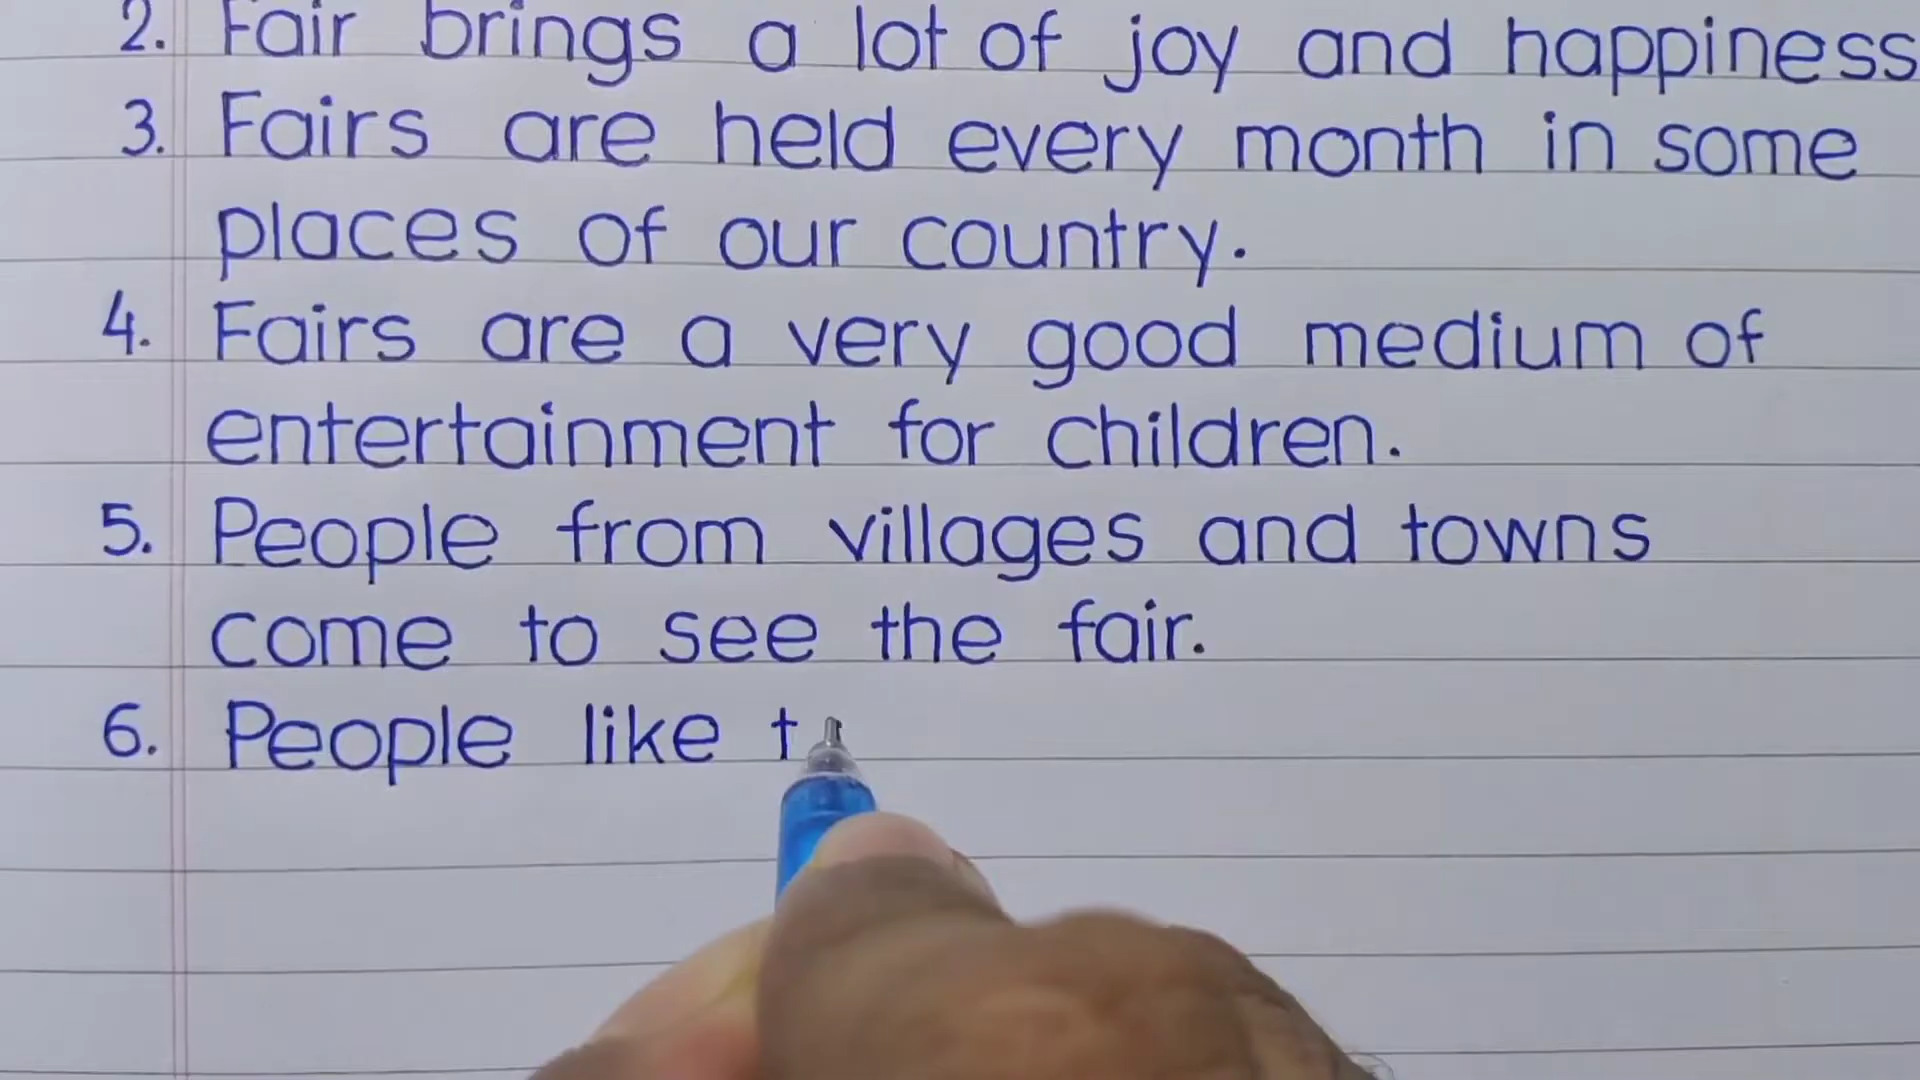 2. Fair brings a lot of joy and happiness
3. Fairs are held every month in some
places of our country.
4. Fairs are a very good medium of
entertainment for children.
5. People from villages and towns
come to see the fair.
6. People like t